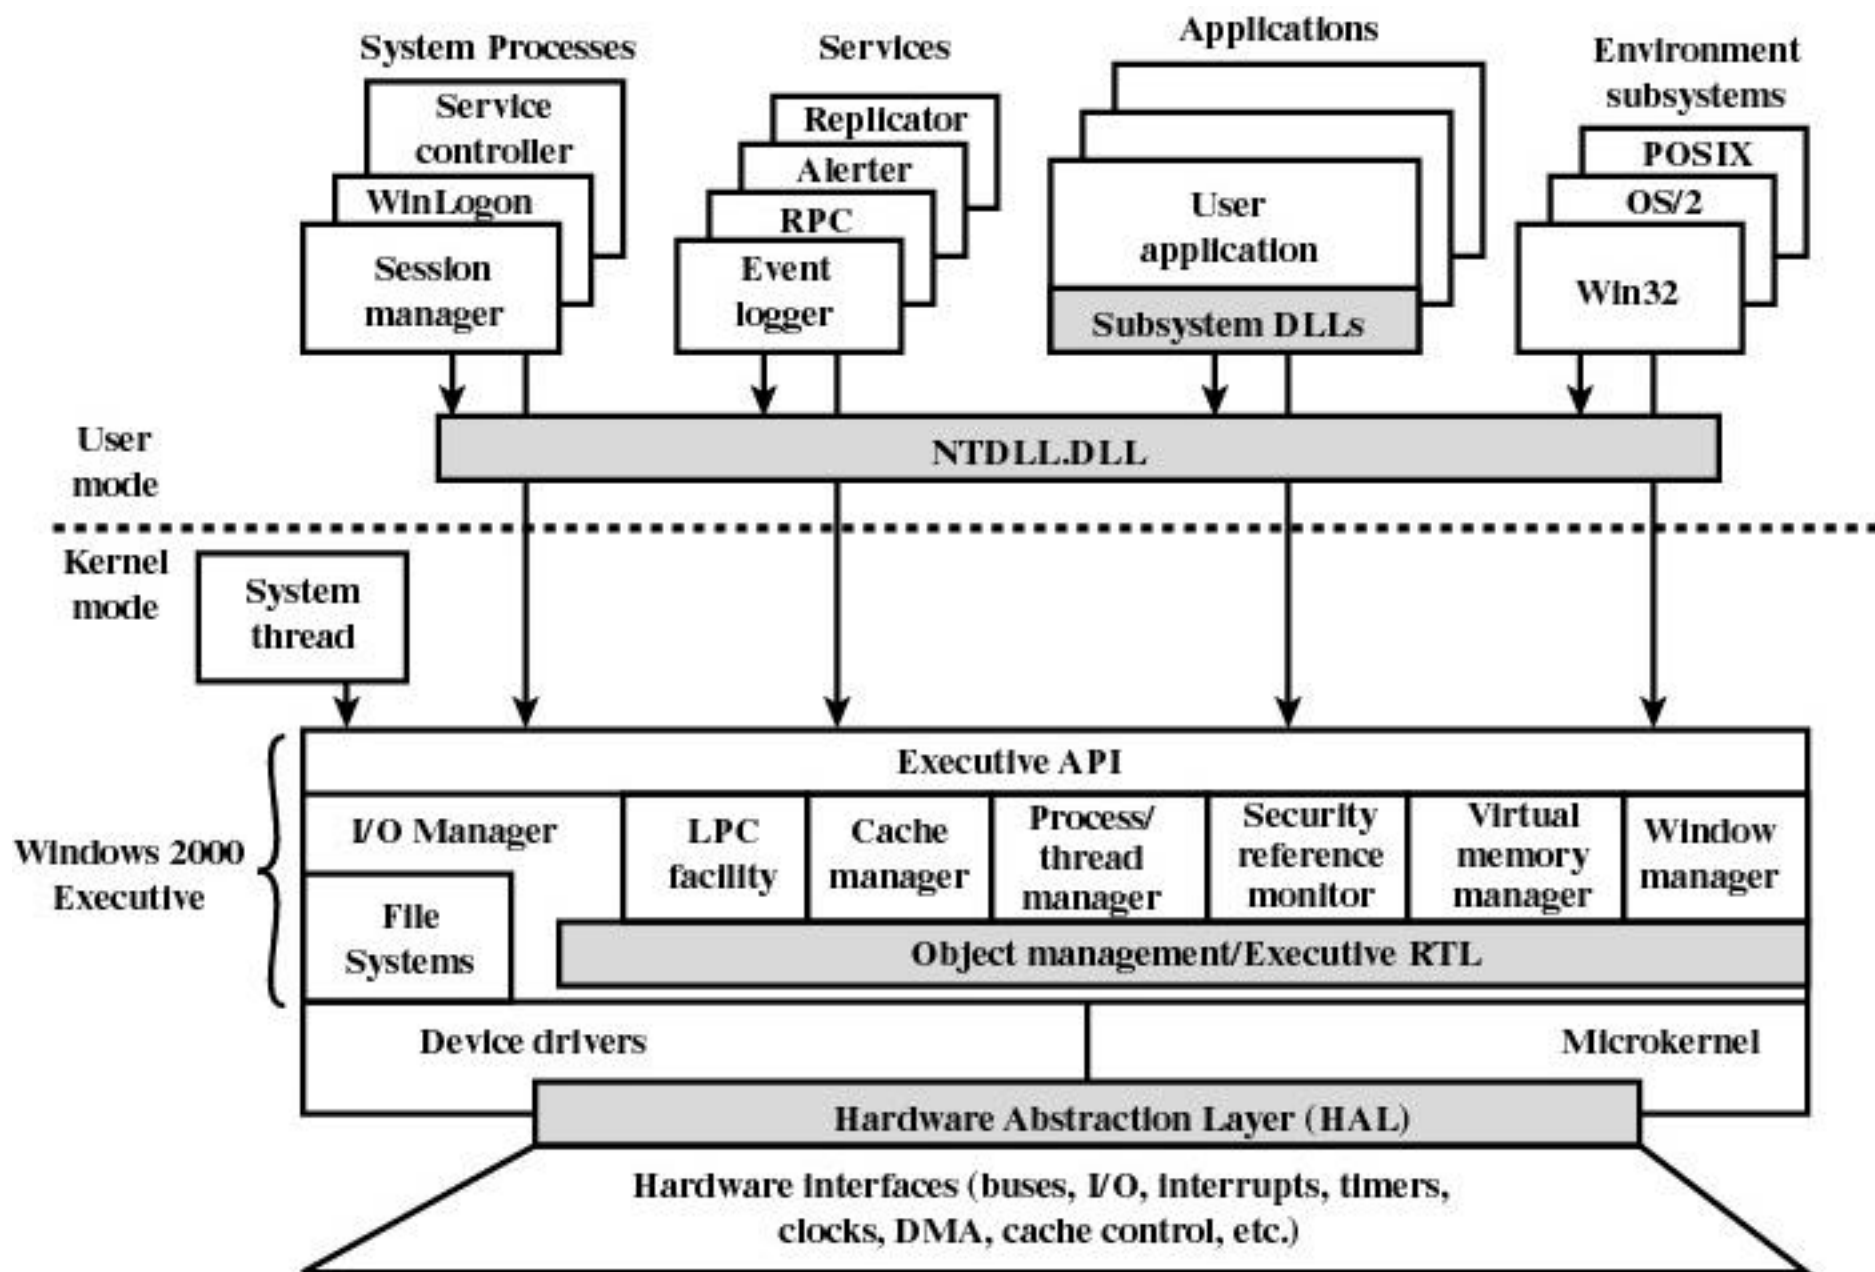 System Processes
Service
controller
WinLogon
Session
manager
Services
Replicator
Alerter
RPC
Event
logger
Applications
User
application
Subsystem DLLs
Environment
subsystems
POSIX
OS/2
Win32
User
mode
NTDLL.DLL
Kernel
mode
System
thread
Windows 2000
Executive
Executive API
I/O Manager
File
Systems
LPC
facility
Cache
manager
Process/
thread
manager
Security
reference
monitor
Virtual
memory
manager
Window
manager
Object management/Executive RTL
Device drivers
Microkernel
Hardware Abstraction Layer (HAL)
Hardware interfaces (buses, I/O, interrupts, timers,
clocks, DMA, cache control, etc.)